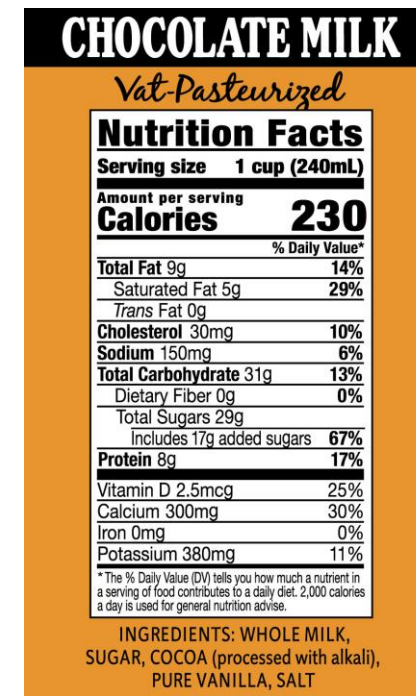 CHOCOLATE MILK
Vat-Pasteurized
Nutrition Facts
Serving size 1 cup (240mL)
Amount per serving
Calories 230
% Daily Value*
Total Fat 9g 14%
Saturated Fat 5g 29%
Trans Fat 0g
Cholesterol 30mg 10%
Sodium 150mg 6%
Total Carbohydrate 31g 13%
Dietary Fiber 0g 0%
Total Sugars 29g
Includes 17g added sugars 67%
Protein 8g 17%
Vitamin D 2.5mcg 25%
Calcium 300mg 30%
Iron 0mg 0%
Potassium 380mg 11%
* The % Daily Value (DV) tells you how much a nutrient in
a serving of food contributes to a daily diet. 2,000 calories
a day is used for general nutrition advise.
INGREDIENTS: WHOLE MILK,
SUGAR, COCOA (processed with alkali),
PURE VANILLA, SALT